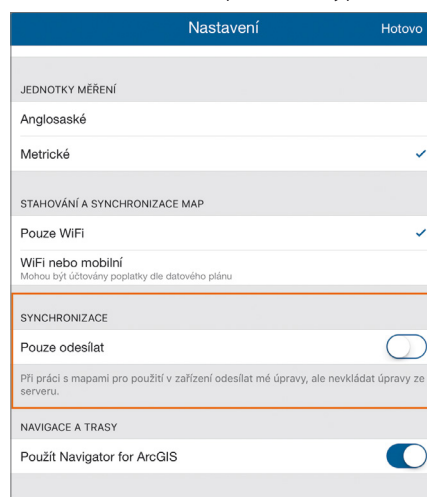 Nastavení Hotovo
JEDNOTKY MĚŘENÍ
Anglosaské
Metrické
STAHOVÁNÍ A SYNCHRONIZACE MAP
Pouze WiFi
WiFi nebo mobilní
Mohou být účtovány poplatky dle datového plánu
SYNCHRONIZACE
Pouze odesílat
Při práci s mapami pro použití v zařízení odesílat mé úpravy, ale nevkládat úpravy ze
serveru.
NAVIGACE A TRASY
Použít Navigator for ArcGIS